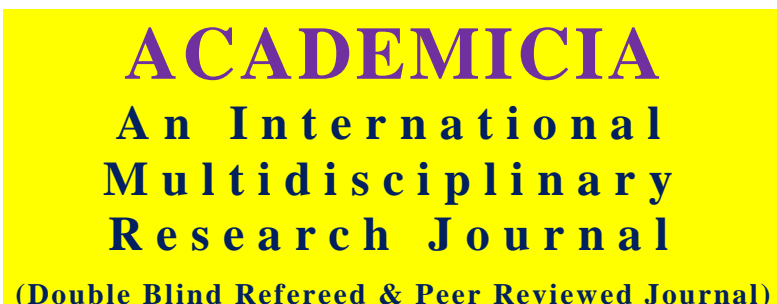 ACADEMICIA
An International
Multidisciplinary
Research Journal
(Double Blind Refereed & Peer Reviewed Journal)